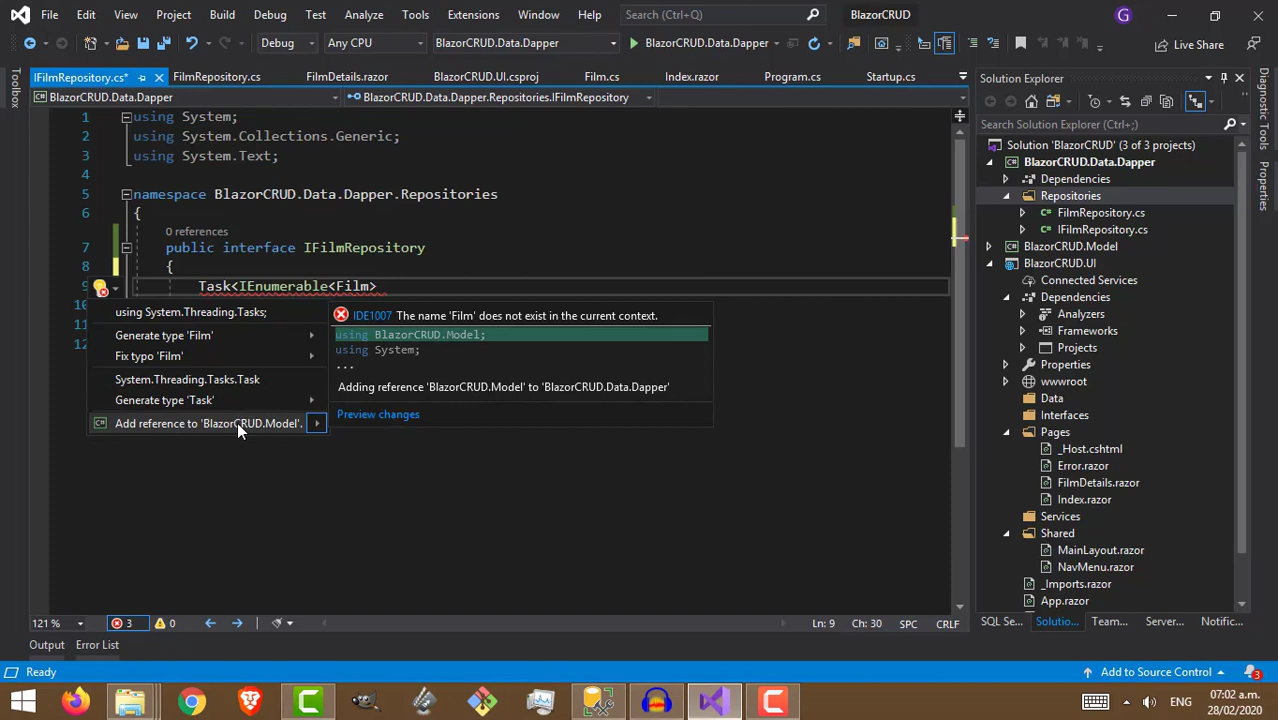 File Edit View Project Build Debug Test Analyze Tools Extensions Window Help Search (Ctrl+Q) BlazorCRUD G
Debug Any CPU BlazorCRUD.Data.Dapper BlazorCRUD.Data.Dapper Live Share
Toolbox
IFilmRepository.cs* FilmRepository.cs FilmDetails.razor BlazorCRUD.UI.csproj Film.cs Index.razor Program.cs Startup.cs
BlazorCRUD.Data.Dapper BlazorCRUD.Data.Dapper.Repositories.IFilmRepository
1 using System;
2 using System.Collections.Generic;
3 using System.Text;
4
5 namespace BlazorCRUD.Data.Dapper.Repositories
6 {
0 references
7 public interface IFilmRepository
8 {
9 Task<IEnumerable<Film>
10
11
12
using System.Threading.Tasks;
Generate type 'Film'
Fix typo 'Film'
System.Threading.Tasks.Task
Generate type 'Task'
Add reference to 'BlazorCRUD.Model'.
IDE1007 The name 'Film' does not exist in the current context.
using BlazorCRUD.Model;
using System;
...
Adding reference 'BlazorCRUD.Model' to 'BlazorCRUD.Data.Dapper'
Preview changes
121 % 3 0 Ln: 9 Ch: 30 SPC CRLF
Output Error List
Solution Explorer
Search Solution Explorer (Ctrl+;)
Solution 'BlazorCRUD' (3 of 3 projects)
BlazorCRUD.Data.Dapper
Dependencies
Repositories
FilmRepository.cs
IFilmRepository.cs
BlazorCRUD.Model
BlazorCRUD.UI
Connected Services
Dependencies
Analyzers
Frameworks
Projects
Properties
wwwroot
Data
Interfaces
Pages
_Host.cshtml
Error.razor
FilmDetails.razor
Index.razor
Services
Shared
MainLayout.razor
NavMenu.razor
_Imports.razor
App.razor
SQL Se... Solutio... Team... Server... Notific...
Diagnostic Tools
Properties
Ready Add to Source Control 3
ENG 07:02 a.m.
28/02/2020